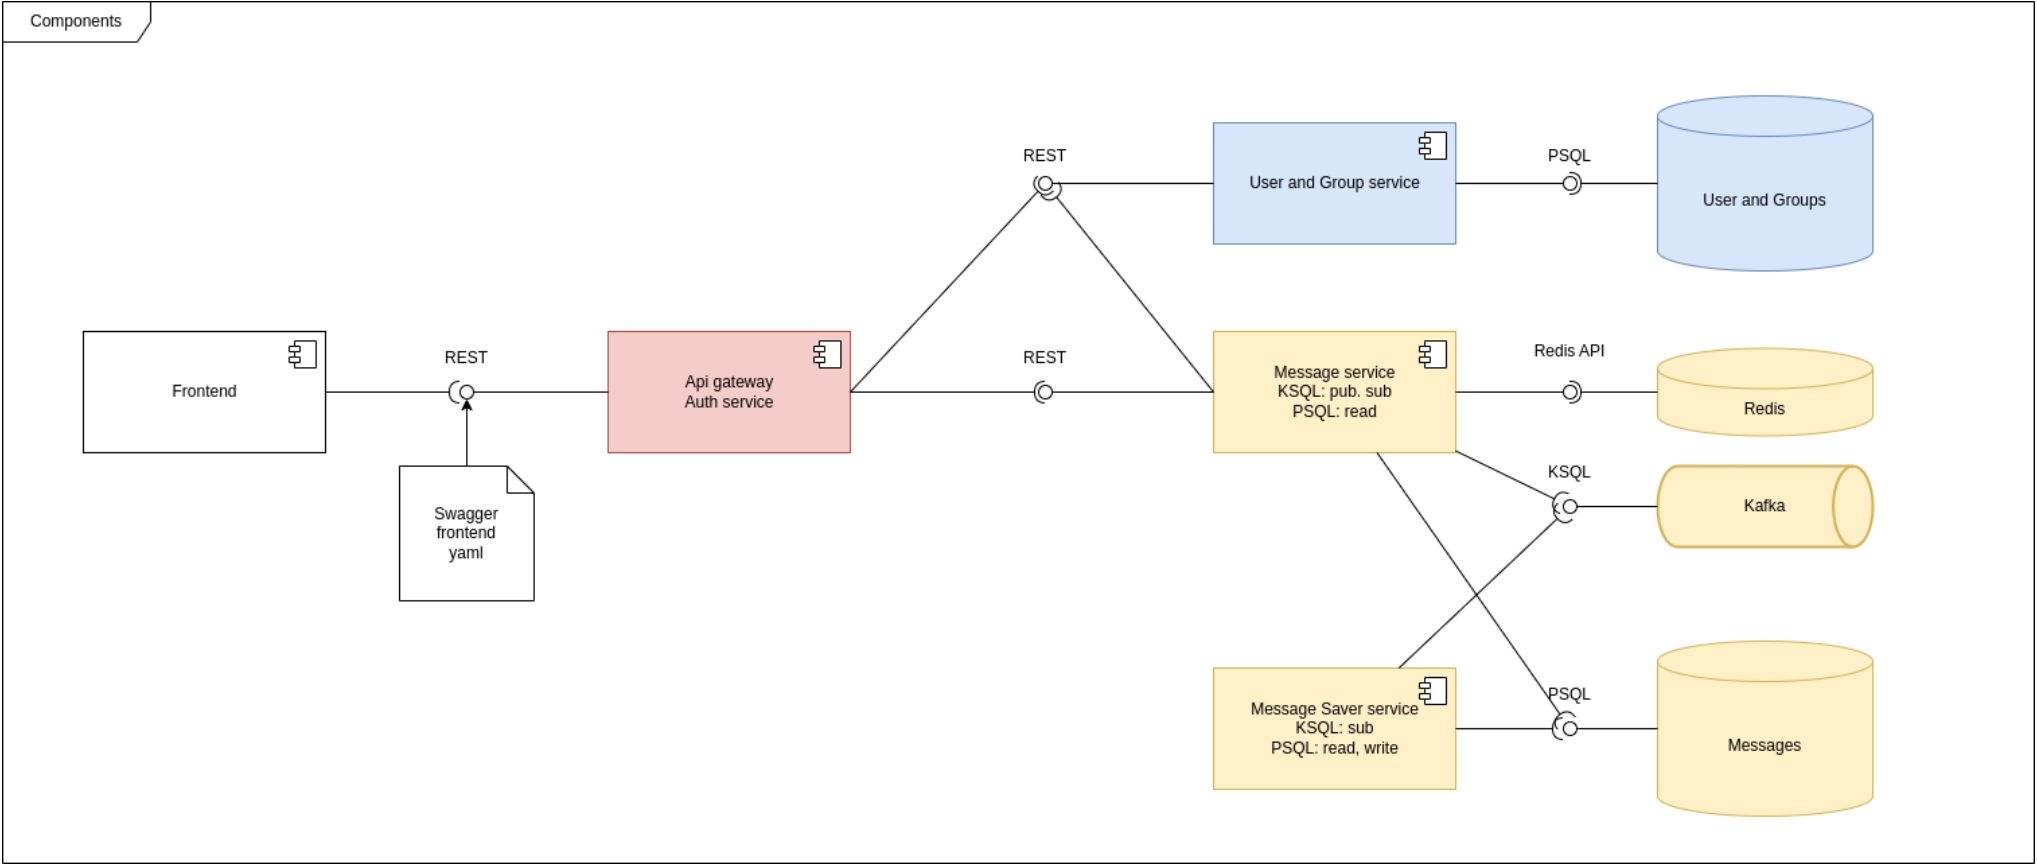 Components
REST
User and Group service
PSQL
User and Groups
Frontend
REST
Api gateway
Auth service
REST
Message service
KSQL: pub. sub
PSQL: read
Redis API
Redis
KSQL
Kafka
Swagger
frontend
yaml
Message Saver service
KSQL: sub
PSQL: read, write
PSQL
Messages